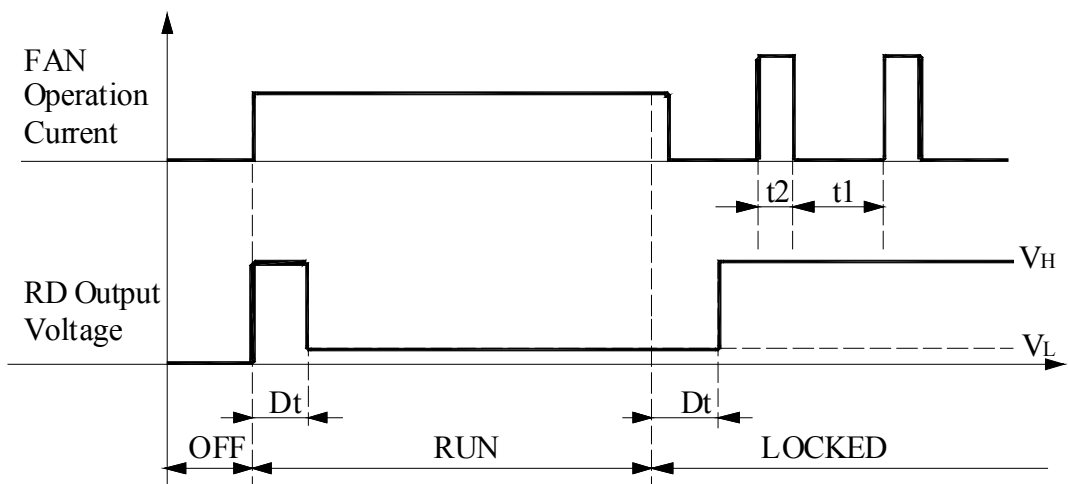 FAN
Operation
Current
t2
t1
VH
RD Output
Voltage
VL
Dt
Dt
OFF
RUN
LOCKED